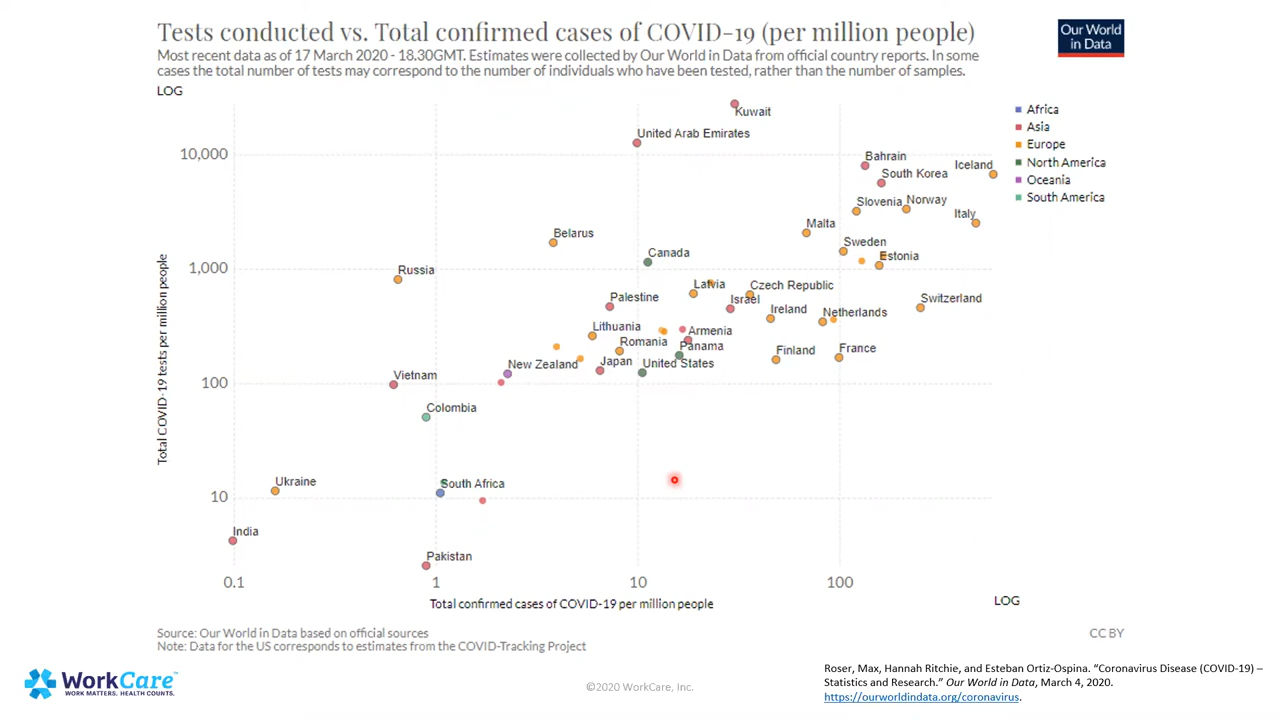 Tests conducted vs. Total confirmed cases of COVID-19 (per million people)
Most recent data as of 17 March 2020 - 18.30GMT. Estimates were collected by Our World in Data from official country reports. In some
cases the total number of tests may correspond to the number of individuals who have been tested, rather than the number of samples.
Our World
in Data
LOG
Kuwait
Africa
Asia
Europe
North America
Oceania
South America
United Arab Emirates
10,000
Bahrain
Iceland
South Korea
Slovenia
Norway
Italy
Malta
Belarus
Sweden
Canada
Estonia
1,000
Russia
Latvia
Czech Republic
Palestine
Israel
Switzerland
Ireland
Netherlands
Lithuania
Armenia
Romania
Panama
Finland
France
Japan
United States
New Zealand
Vietnam
100
Colombia
Ukraine
South Africa
10
India
Pakistan
Total COVID-19 tests per million people
0.1
1
10
100
Total confirmed cases of COVID-19 per million people
LOG
Source: Our World in Data based on official sources
Note: Data for the US corresponds to estimates from the COVID-Tracking Project
CC BY
WorkCare™
WORK MATTERS. HEALTH COUNTS.
©2020 WorkCare, Inc.
Roser, Max, Hannah Ritchie, and Esteban Ortiz-Ospina. “Coronavirus Disease (COVID-19) –
Statistics and Research.” Our World in Data, March 4, 2020.
https://ourworldindata.org/coronavirus.